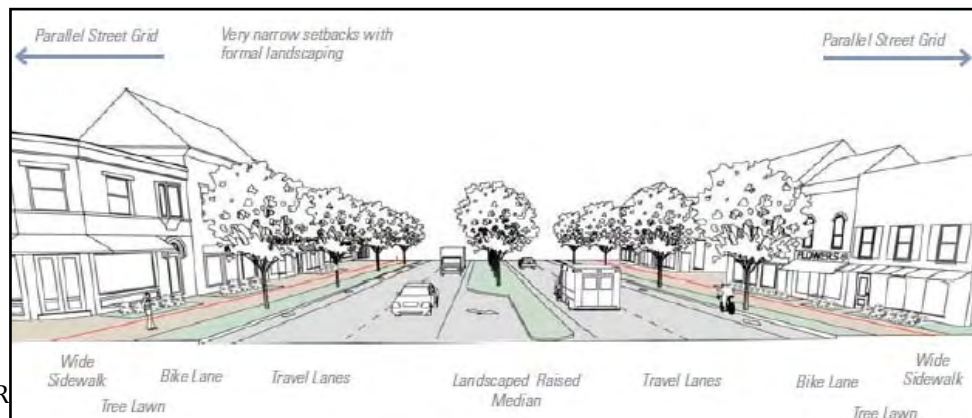 Parallel Street Grid
Very narrow setbacks with
formal landscaping
Parallel Street Grid
FLOWERS
Wide
Sidewalk
Bike Lane
Travel Lanes
Landscaped Raised
Median
Travel Lanes
Bike Lane
Wide
Sidewalk
R
Tree Lawn
Tree Lawn